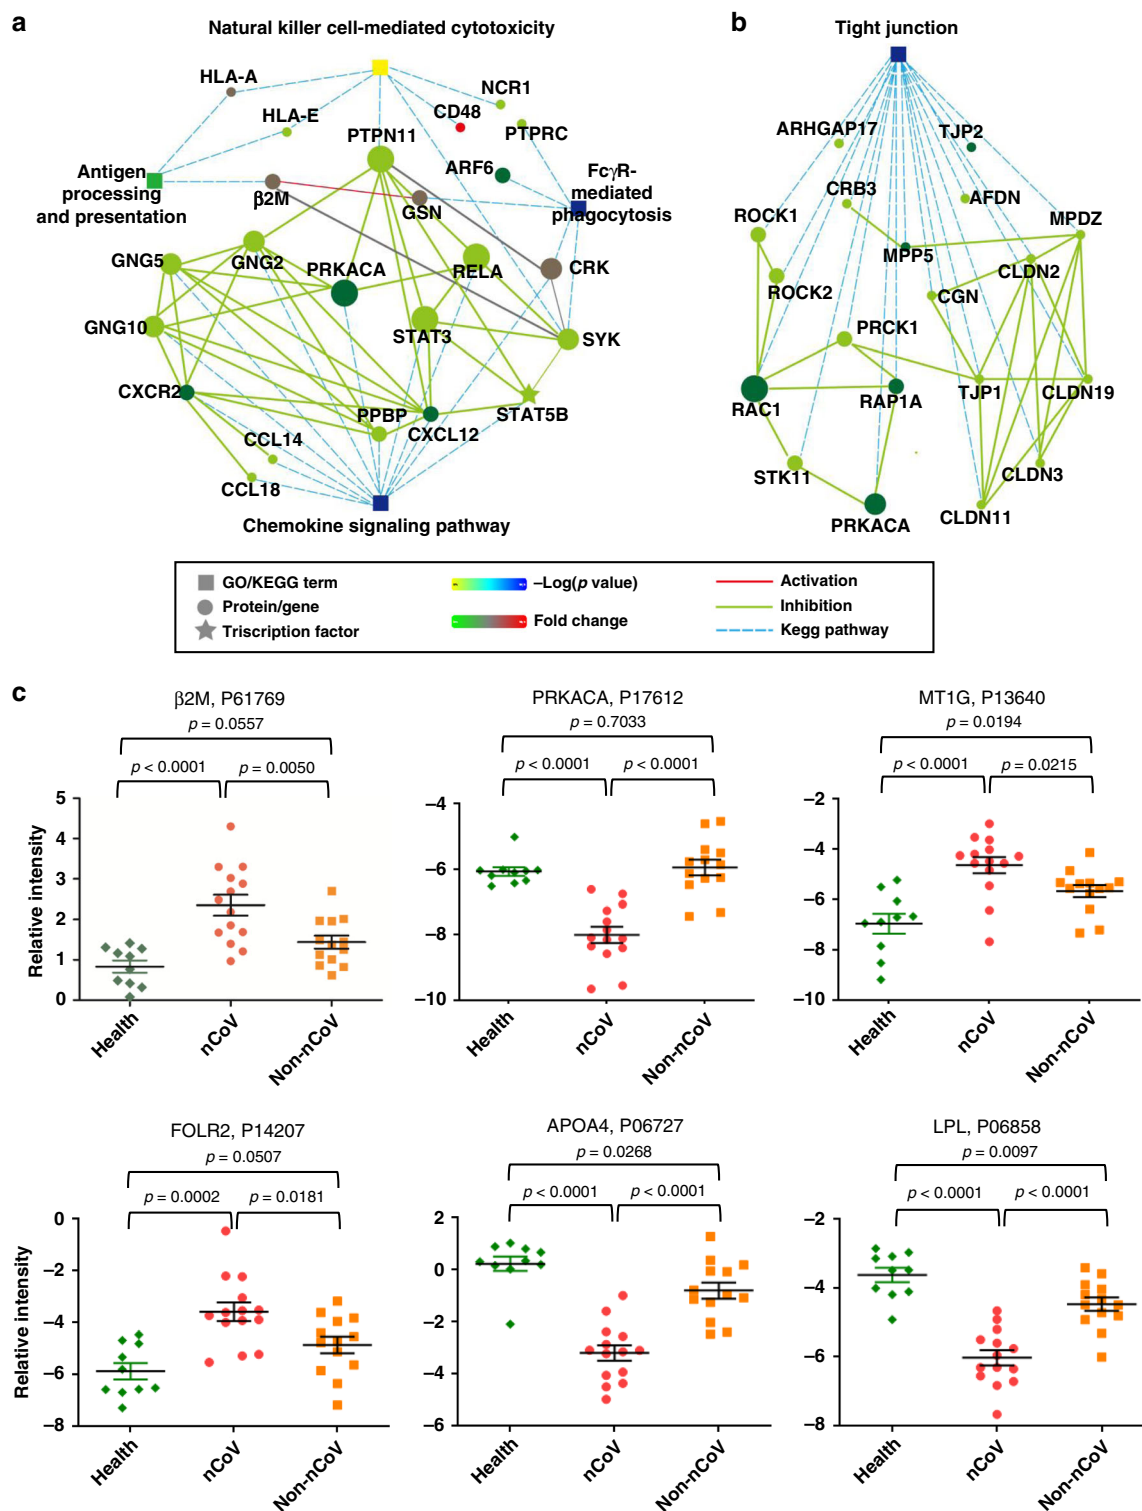 a
Natural killer cell-mediated cytotoxicity
HLA-A
NCR1
HLA-E
CD48
PTPRC
PTPN11
ARF6
Antigen
processing
and presentation
FcγR-
mediated
phagocytosis
β2M
GSN
GNG5
GNG2
PRKACA
RELA
CRK
GNG10
STAT3
SYK
CXCR2
PPBP
CXCL12
STAT5B
CCL14
CCL18
Chemokine signaling pathway
b
Tight junction
ARHGAP17
TJP2
CRB3
AFDN
ROCK1
MPDZ
MPP5
CLDN2
ROCK2
CGN
PRCK1
RAC1
RAP1A
TJP1
CLDN19
STK11
CLDN3
PRKACA
CLDN11
GO/KEGG term
Protein/gene
Triscription factor
–Log(p value)
Fold change
Activation
Inhibition
Kegg pathway
c
β2M, P61769
p = 0.0557
p < 0.0001
p = 0.0050
Relative intensity
5
4
3
2
1
0
Health
nCoV
Non-nCoV
PRKACA, P17612
p = 0.7033
p < 0.0001
p < 0.0001
–4
–6
–8
–10
Health
nCoV
Non-nCoV
MT1G, P13640
p = 0.0194
p < 0.0001
p = 0.0215
–2
–4
–6
–8
–10
Health
nCoV
Non-nCoV
FOLR2, P14207
p = 0.0507
p = 0.0002
p = 0.0181
Relative intensity
0
–2
–4
–6
–8
Health
nCoV
Non-nCoV
APOA4, P06727
p = 0.0268
p < 0.0001
p < 0.0001
2
0
–2
–4
–6
Health
nCoV
Non-nCoV
LPL, P06858
p = 0.0097
p < 0.0001
p < 0.0001
–2
–4
–6
–8
Health
nCoV
Non-nCoV